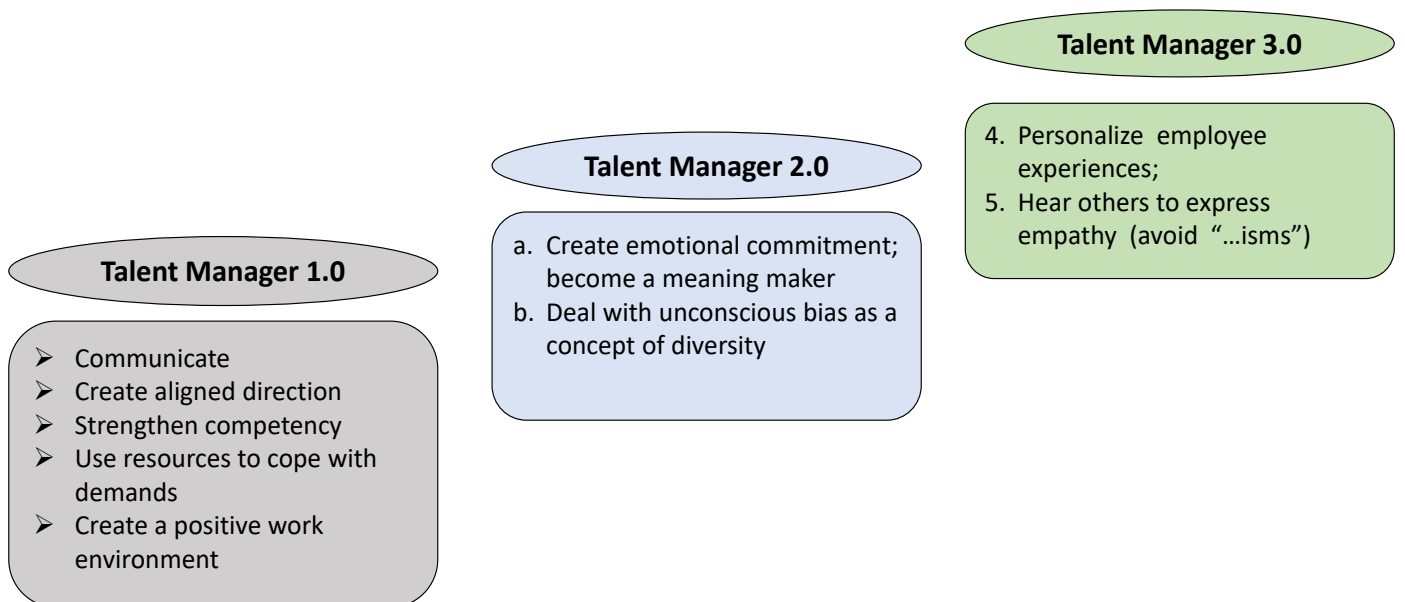 Talent Manager 1.0
➢ Communicate
➢ Create aligned direction
➢ Strengthen competency
➢ Use resources to cope with
demands
➢ Create a positive work
environment
Talent Manager 2.0
a. Create emotional commitment;
become a meaning maker
b. Deal with unconscious bias as a
concept of diversity
Talent Manager 3.0
4. Personalize employee
experiences;
5. Hear others to express
empathy (avoid “…isms”)